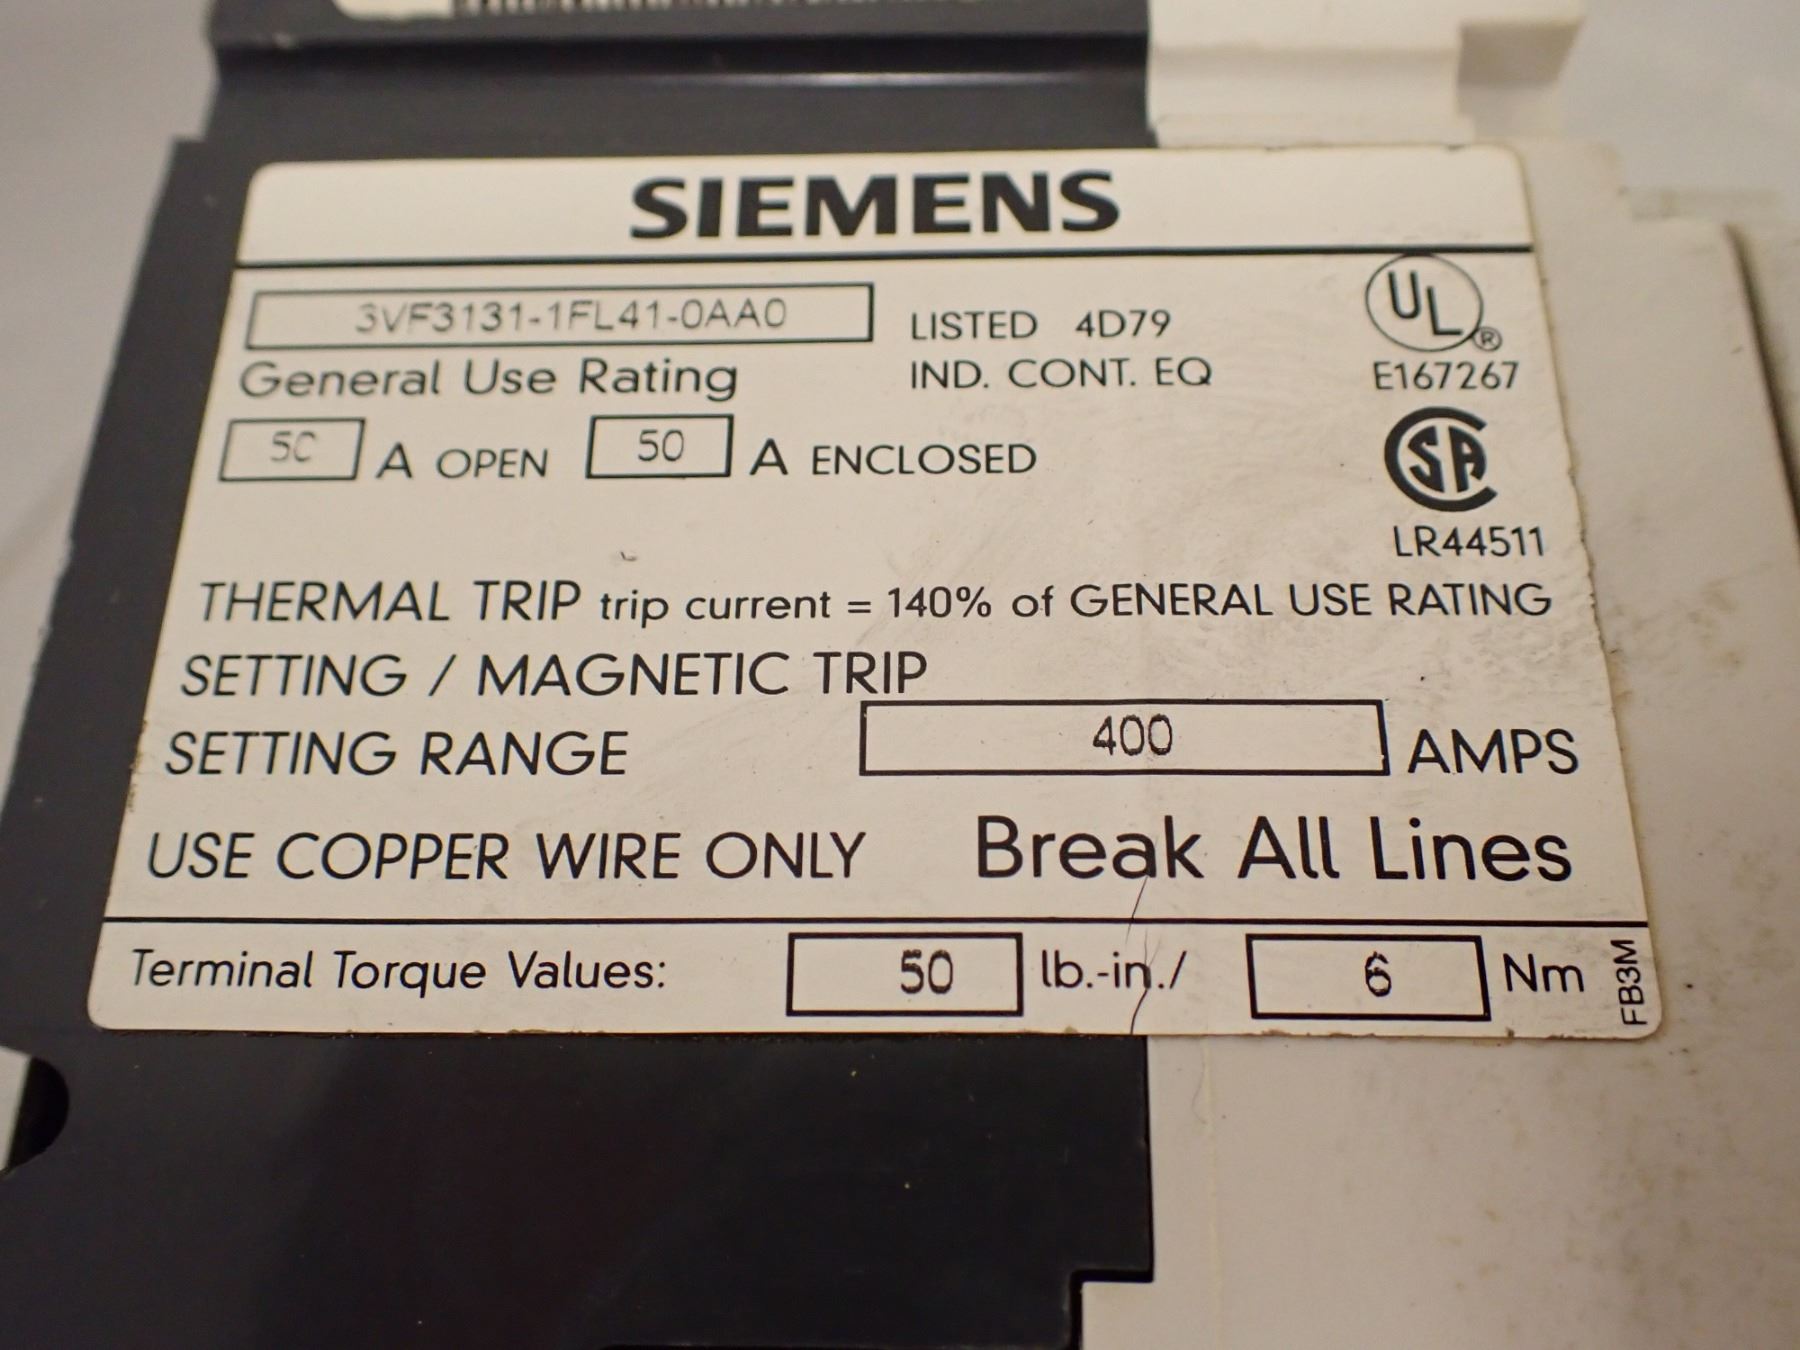 SIEMENS
3VF3131-1FL41-0AA0 LISTED 4D79 UL ®
General Use Rating IND. CONT. EQ E167267
50 A OPEN 50 A ENCLOSED SA
LR44511
THERMAL TRIP trip current = 140% of GENERAL USE RATING
SETTING / MAGNETIC TRIP
SETTING RANGE 400 AMPS
USE COPPER WIRE ONLY Break All Lines
Terminal Torque Values: 50 lb.-in./ 6 Nm
FB3M